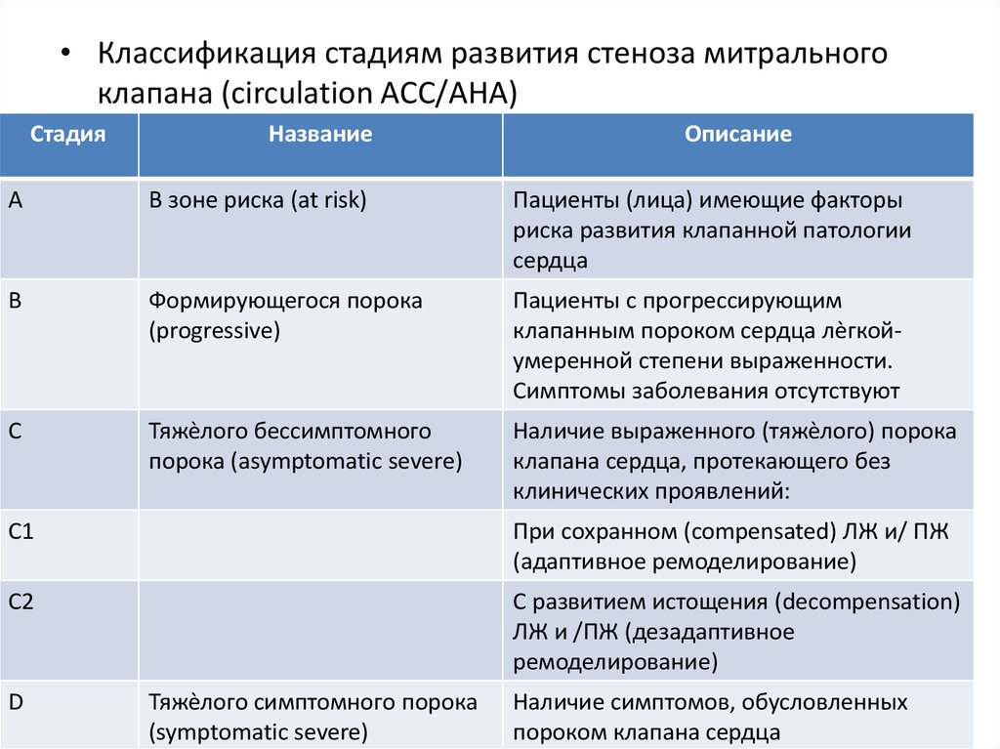 • Классификация стадиям развития стеноза митрального
клапана (circulation ACC/AHA)
Стадия Название Описание
A В зоне риска (at risk) Пациенты (лица) имеющие факторы
риска развития клапанной патологии
сердца
B Формирующегося порока Пациенты с прогрессирующим
(progressive) клапанным пороком сердца лѐгкой-
умеренной степени выраженности.
Симптомы заболевания отсутствуют
C Тяжѐлого бессимптомного Наличие выраженного (тяжѐлого) порока
порока (asymptomatic severe) клапана сердца, протекающего без
клинических проявлений:
C1 При сохранном (compensated) ЛЖ и/ ПЖ
(адаптивное ремоделирование)
C2 С развитием истощения (decompensation)
ЛЖ и /ПЖ (дезадаптивное
ремоделирование)
D Тяжѐлого симптомного порока Наличие симптомов, обусловленных
(symptomatic severe) пороком клапана сердца